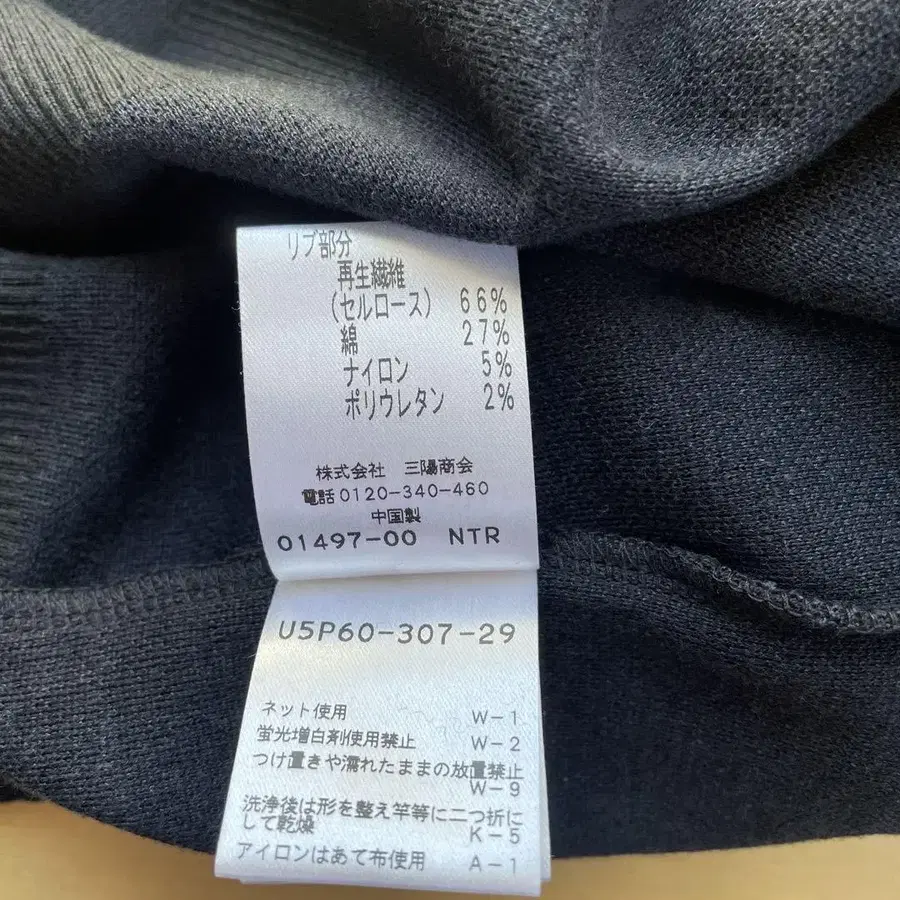 リブ部分
再生繊維
(セルロース) 66%
綿 27%
ナイロン 5%
ポリウレタン 2%
株式会社 三陽商会
電話0120-340-460
中国製
01497-00 NTR
U5P60-307-29
ネット使用 W-1
蛍光増白剤使用禁止 W-2
つけ置きや濡れたままの放置禁止
W-9
洗浄後は形を整え竿等に二つ折に
して乾燥 K-5
アイロンはあて布使用 A-1